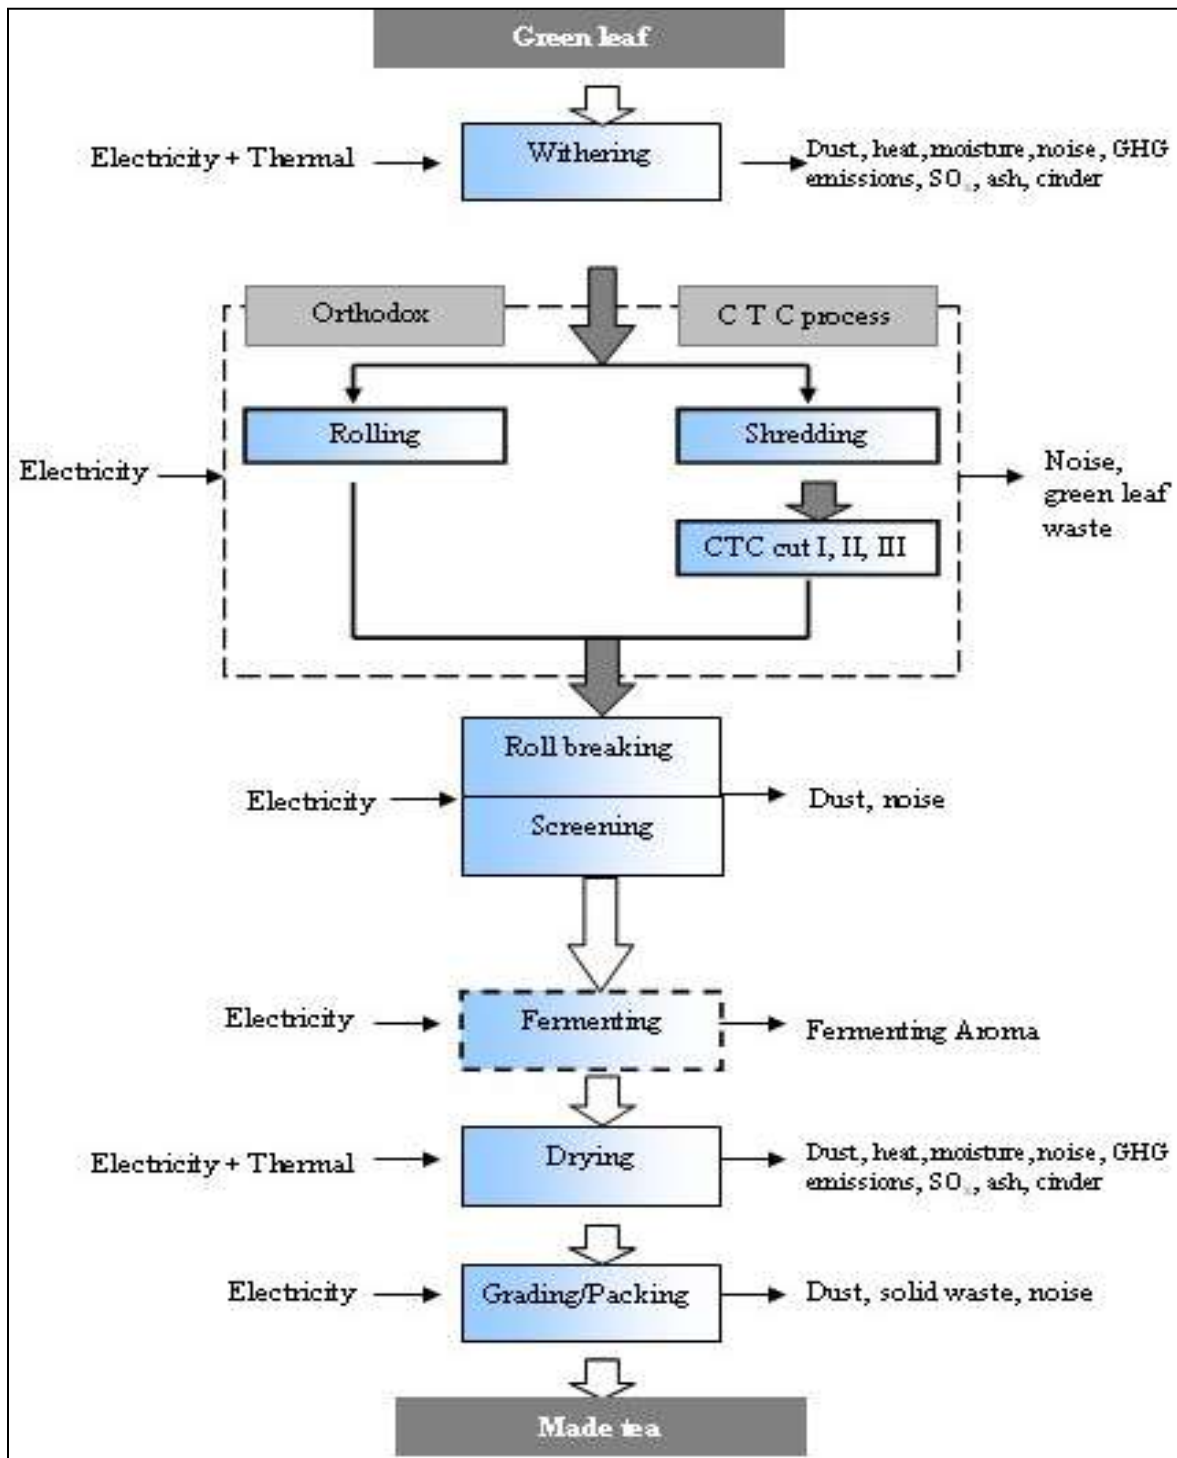 Green leaf
Electricity + Thermal
Withering
Dust, heat, moisture, noise, GHG
emissions, SOₓ, ash, cinder
Orthodox
C T C process
Rolling
Shredding
Electricity
Noise,
green leaf
waste
CTC cut I, II, III
Roll breaking
Electricity
Dust, noise
Screening
Electricity
Fermenting
Fermenting Aroma
Electricity + Thermal
Drying
Dust, heat, moisture, noise, GHG
emissions, SOₓ, ash, cinder
Electricity
Grading/Packing
Dust, solid waste, noise
Made tea